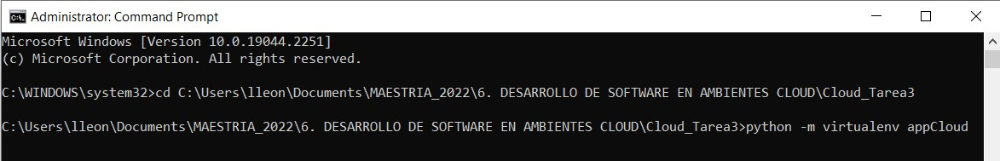 Administrator: Command Prompt
Microsoft Windows [Version 10.0.19044.2251]
(c) Microsoft Corporation. All rights reserved.
C:\WINDOWS\system32>cd C:\Users\lleon\Documents\MAESTRIA_2022\6. DESARROLLO DE SOFTWARE EN AMBIENTES CLOUD\Cloud_Tarea3
C:\Users\lleon\Documents\MAESTRIA_2022\6. DESARROLLO DE SOFTWARE EN AMBIENTES CLOUD\Cloud_Tarea3>python -m virtualenv appCloud